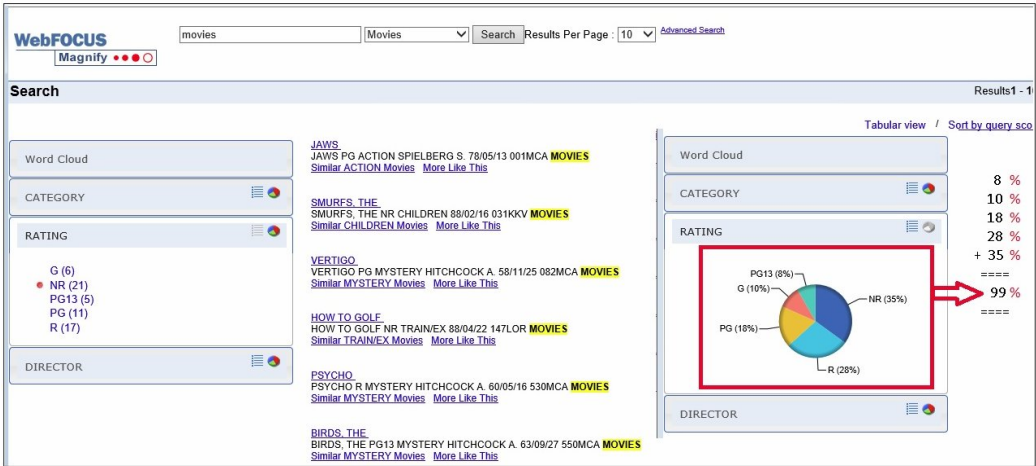 WebFOCUS
Magnify
movies Movies Search Results Per Page : 10 Advanced Search
Search
Results1 - 1
Tabular view / Sort by query sco
Word Cloud
CATEGORY
RATING
G (6)
NR (21)
PG13 (5)
PG (11)
R (17)
DIRECTOR
JAWS
JAWS PG ACTION SPIELBERG S. 78/05/13 001MCA MOVIES
Similar ACTION Movies More Like This
SMURFS, THE
SMURFS, THE NR CHILDREN 88/02/16 031KKV MOVIES
Similar CHILDREN Movies More Like This
VERTIGO
VERTIGO PG MYSTERY HITCHCOCK A. 58/11/25 082MCA MOVIES
Similar MYSTERY Movies More Like This
HOW TO GOLF
HOW TO GOLF NR TRAIN/EX 88/04/22 147LOR MOVIES
Similar TRAIN/EX Movies More Like This
PSYCHO
PSYCHO R MYSTERY HITCHCOCK A. 60/05/16 530MCA MOVIES
Similar MYSTERY Movies More Like This
BIRDS, THE
BIRDS, THE PG13 MYSTERY HITCHCOCK A. 63/09/27 550MCA MOVIES
Similar MYSTERY Movies More Like This
Word Cloud
CATEGORY
RATING
PG13 (8%)
G (10%)
NR (35%)
PG (18%)
R (28%)
DIRECTOR
8 %
10 %
18 %
28 %
+ 35 %
====
99 %
====